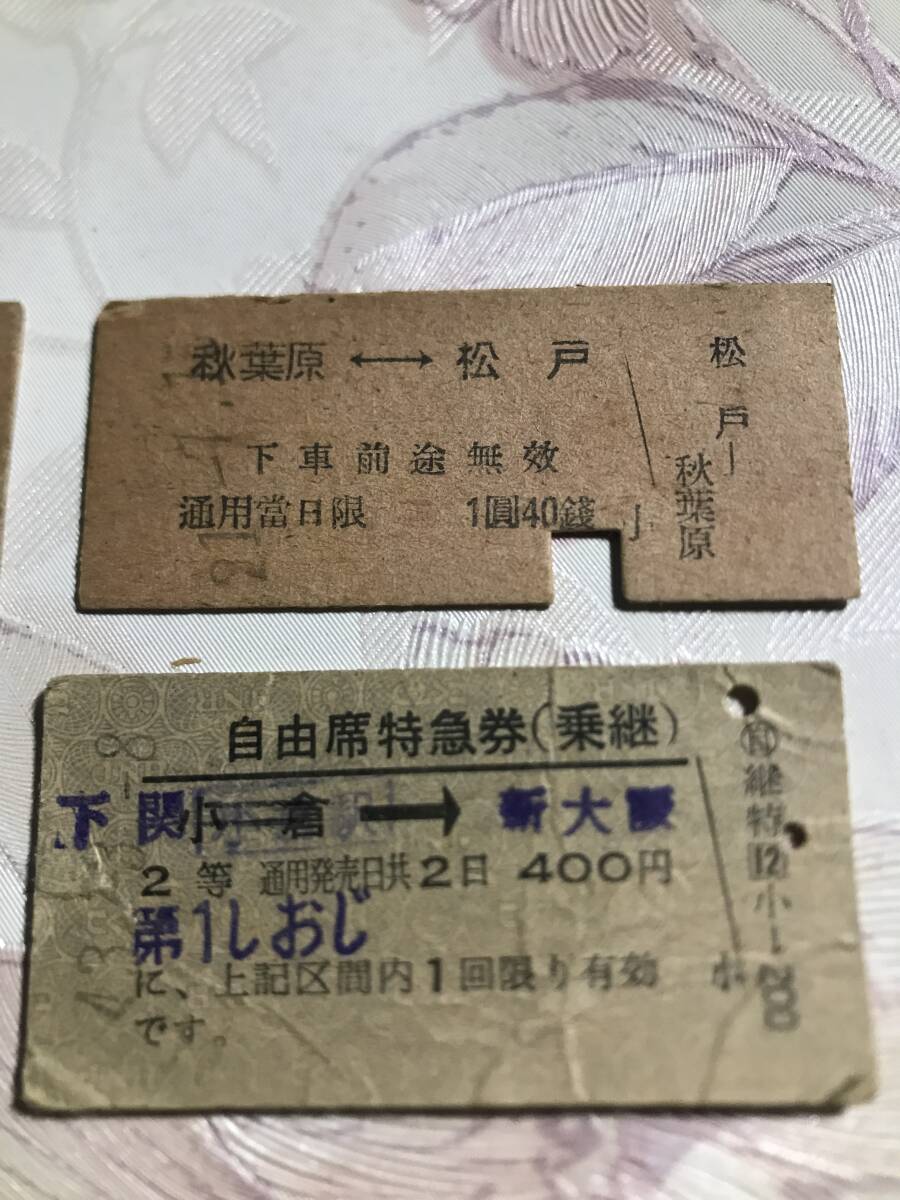 秋葉原 ←→ 松戸
下車前途無效
通用當日限 1圓40錢
小
松戸―秋葉原
自由席特急券(乗継)
下関 小倉 → 新大阪
2等 通用発売日共2日 400円
第1しおじ
に、上記区間内1回限り有効
です。
小
継特
小―
200